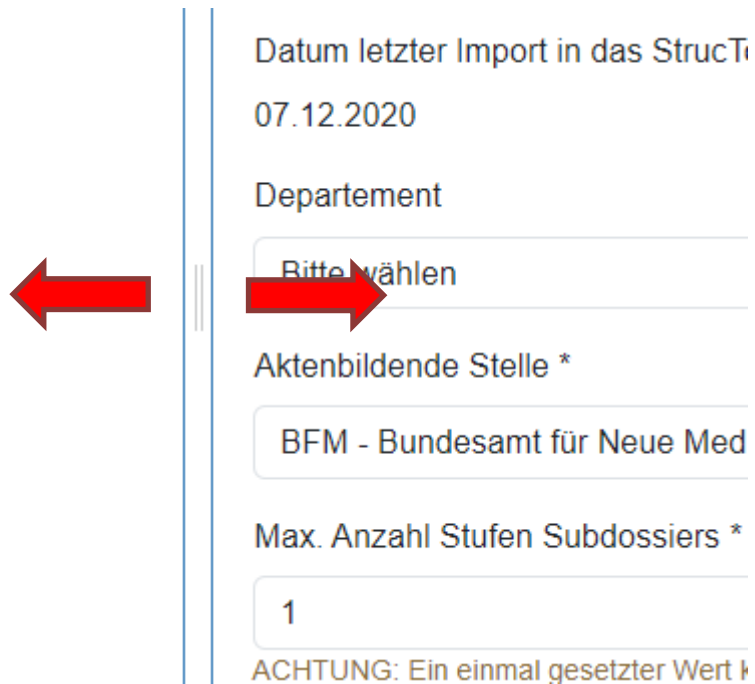 Datum letzter Import in das StrucT
07.12.2020
Departement
Bitte wählen
Aktenbildende Stelle *
BFM - Bundesamt für Neue Med
Max. Anzahl Stufen Subdossiers *
1
ACHTUNG: Ein einmal gesetzter Wert k